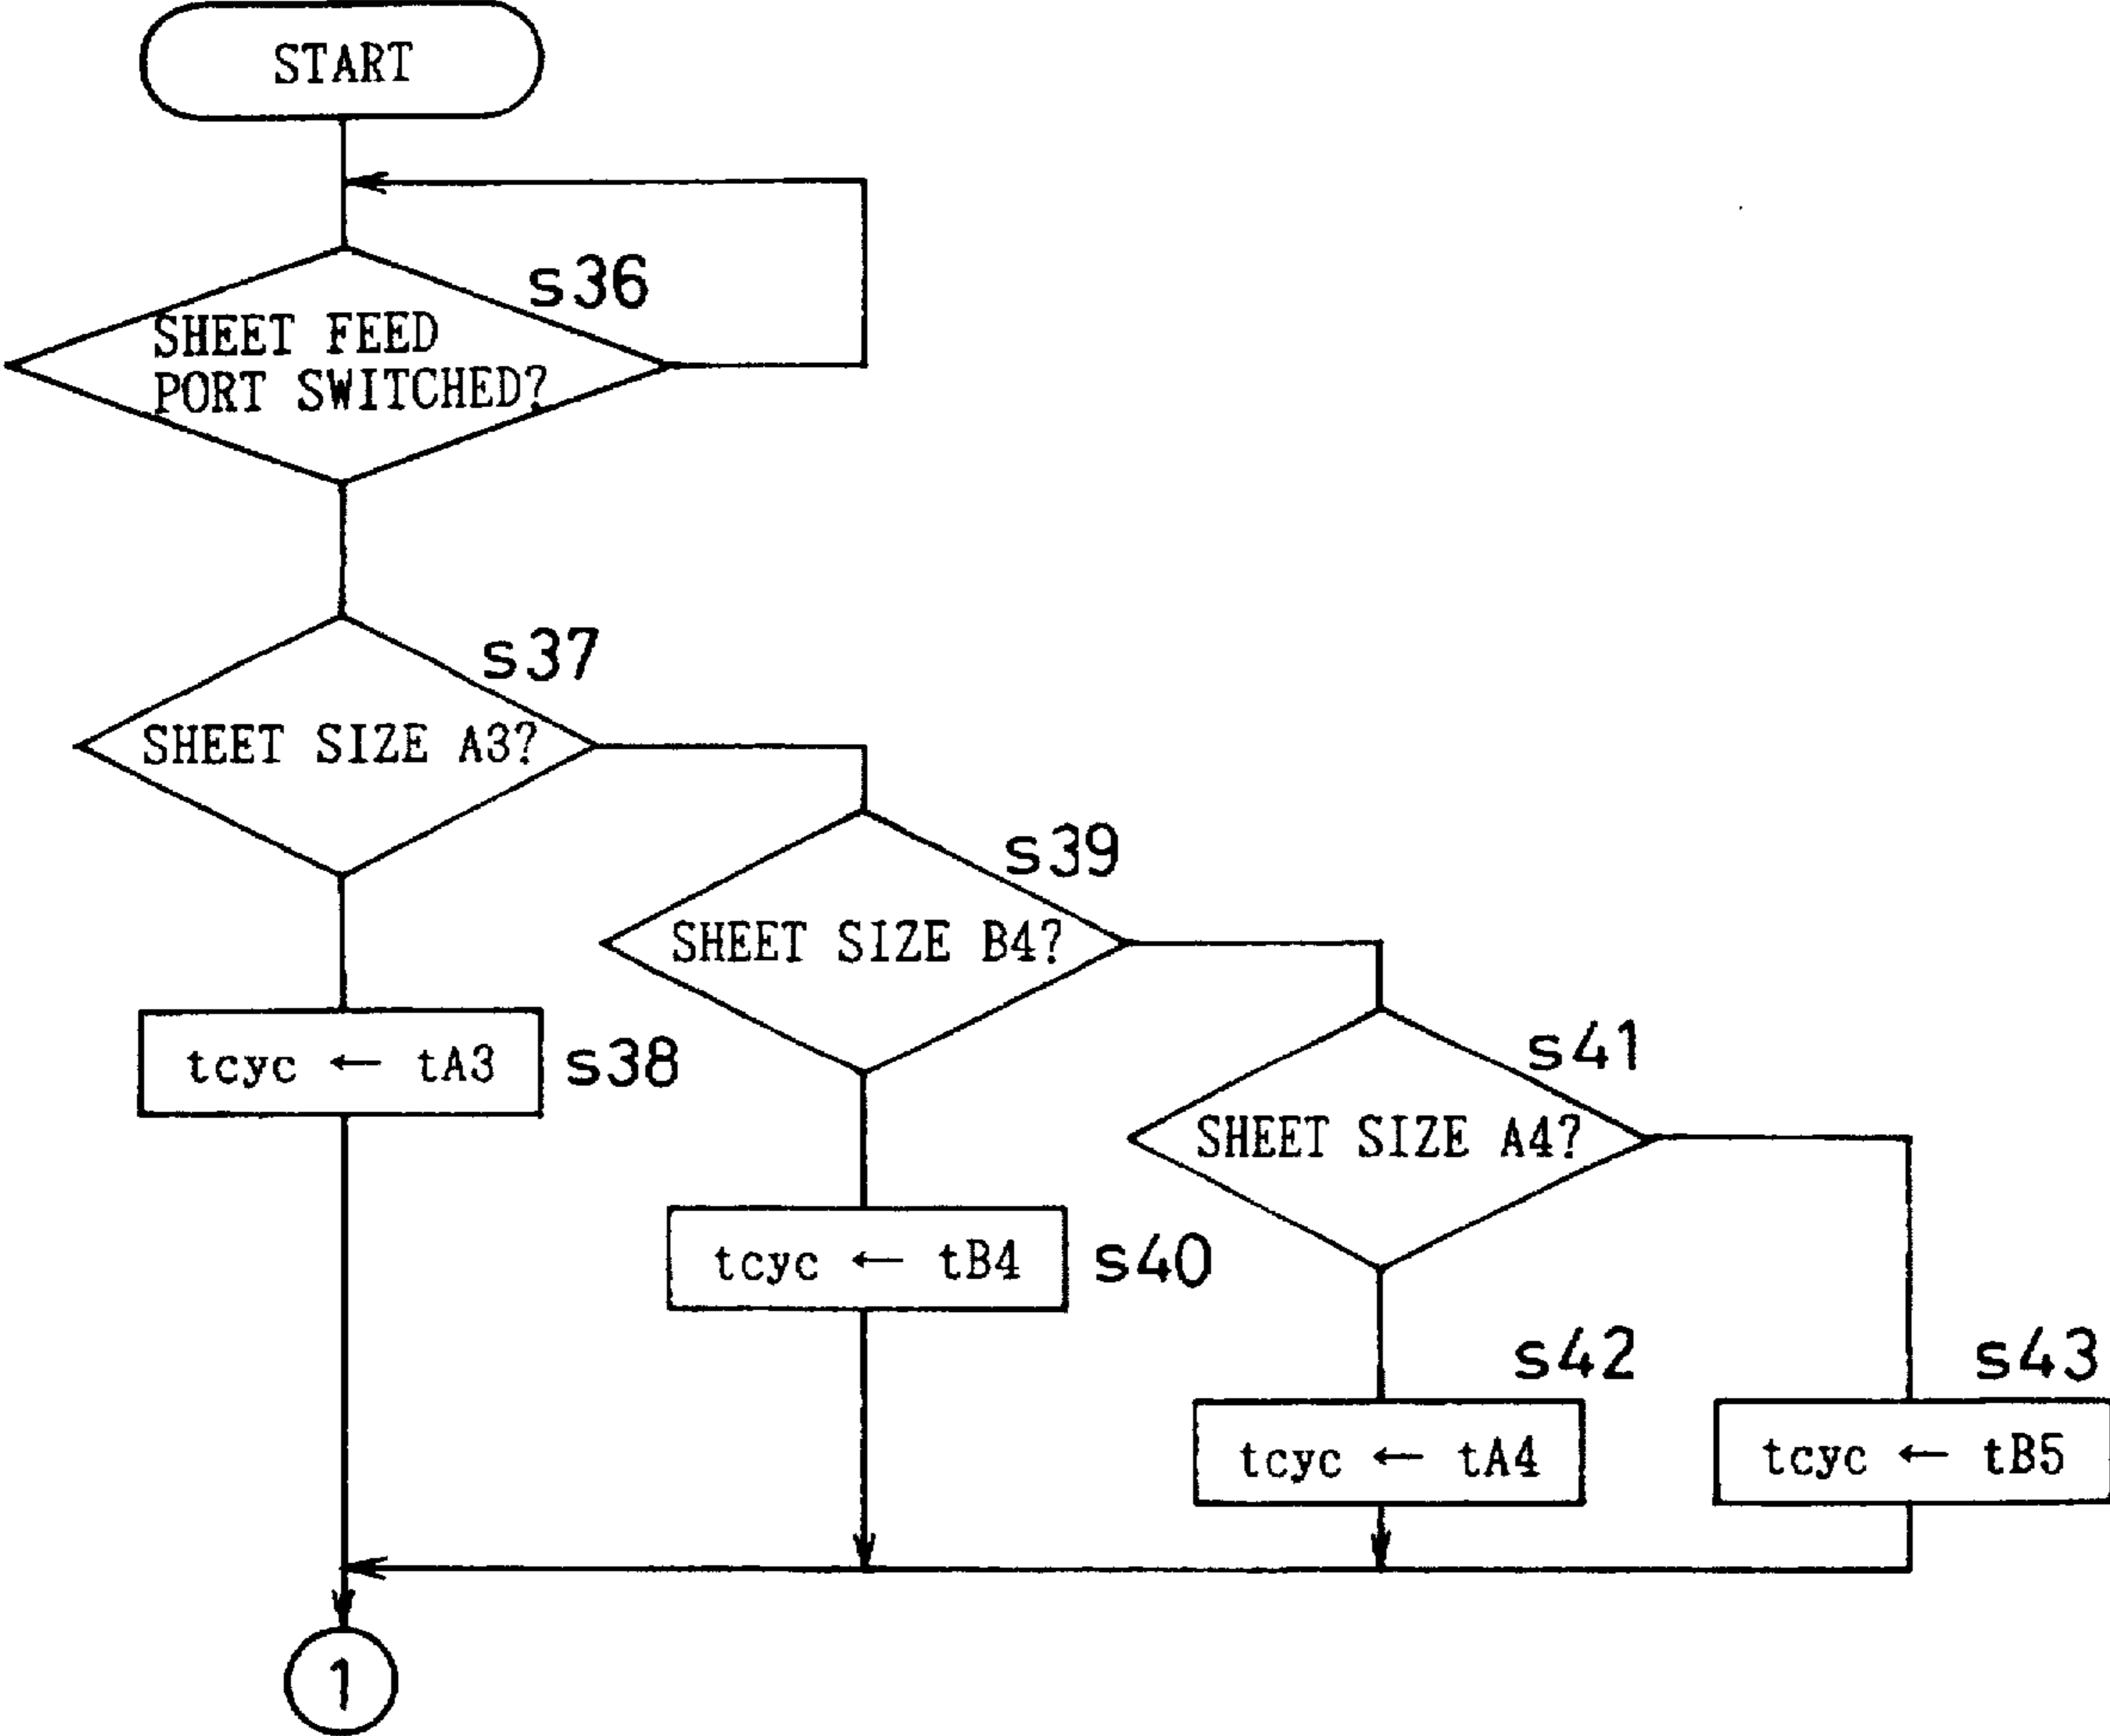 START
s36
SHEET FEED
PORT SWITCHED?
s37
SHEET SIZE A3?
s39
SHEET SIZE B4?
tcyc ← tA3
s38
s41
SHEET SIZE A4?
tcyc ← tB4
s40
s42
tcyc ← tA4
s43
tcyc ← tB5
1